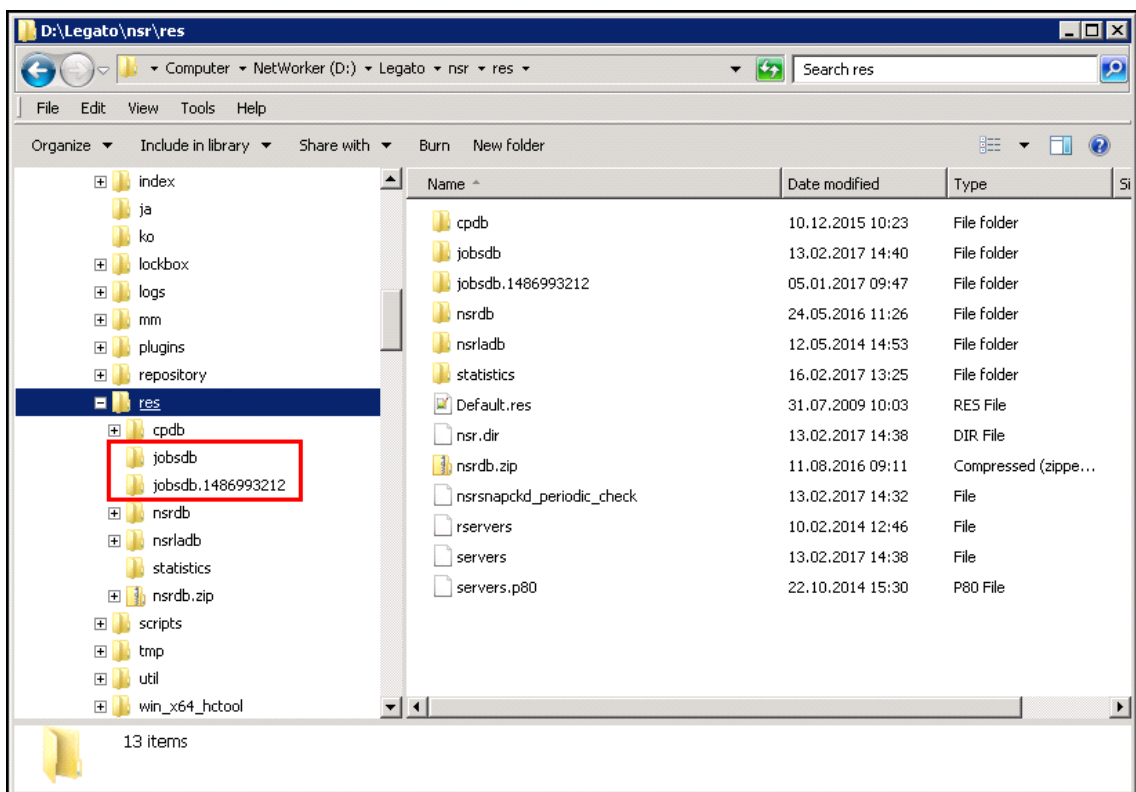 D:\Legato\nsr\res
Computer NetWorker (D:) Legato nsr res
Search res
File Edit View Tools Help
Organize Include in library Share with Burn New folder
index
ja
ko
lockbox
logs
mm
plugins
repository
res
cpdb
jobsdb
jobsdb.1486993212
nsrdb
nsrladb
statistics
nsrdb.zip
scripts
tmp
util
win_x64_hctool
Name Date modified Type Si
cpdb 10.12.2015 10:23 File folder
jobsdb 13.02.2017 14:40 File folder
jobsdb.1486993212 05.01.2017 09:47 File folder
nsrdb 24.05.2016 11:26 File folder
nsrladb 12.05.2014 14:53 File folder
statistics 16.02.2017 13:25 File folder
Default.res 31.07.2009 10:03 RES File
nsr.dir 13.02.2017 14:38 DIR File
nsrdb.zip 11.08.2016 09:11 Compressed (zippe...
nsrsnapckd_periodic_check 13.02.2017 14:32 File
rservers 10.02.2014 12:46 File
servers 13.02.2017 14:38 File
servers.p80 22.10.2014 15:30 P80 File
13 items